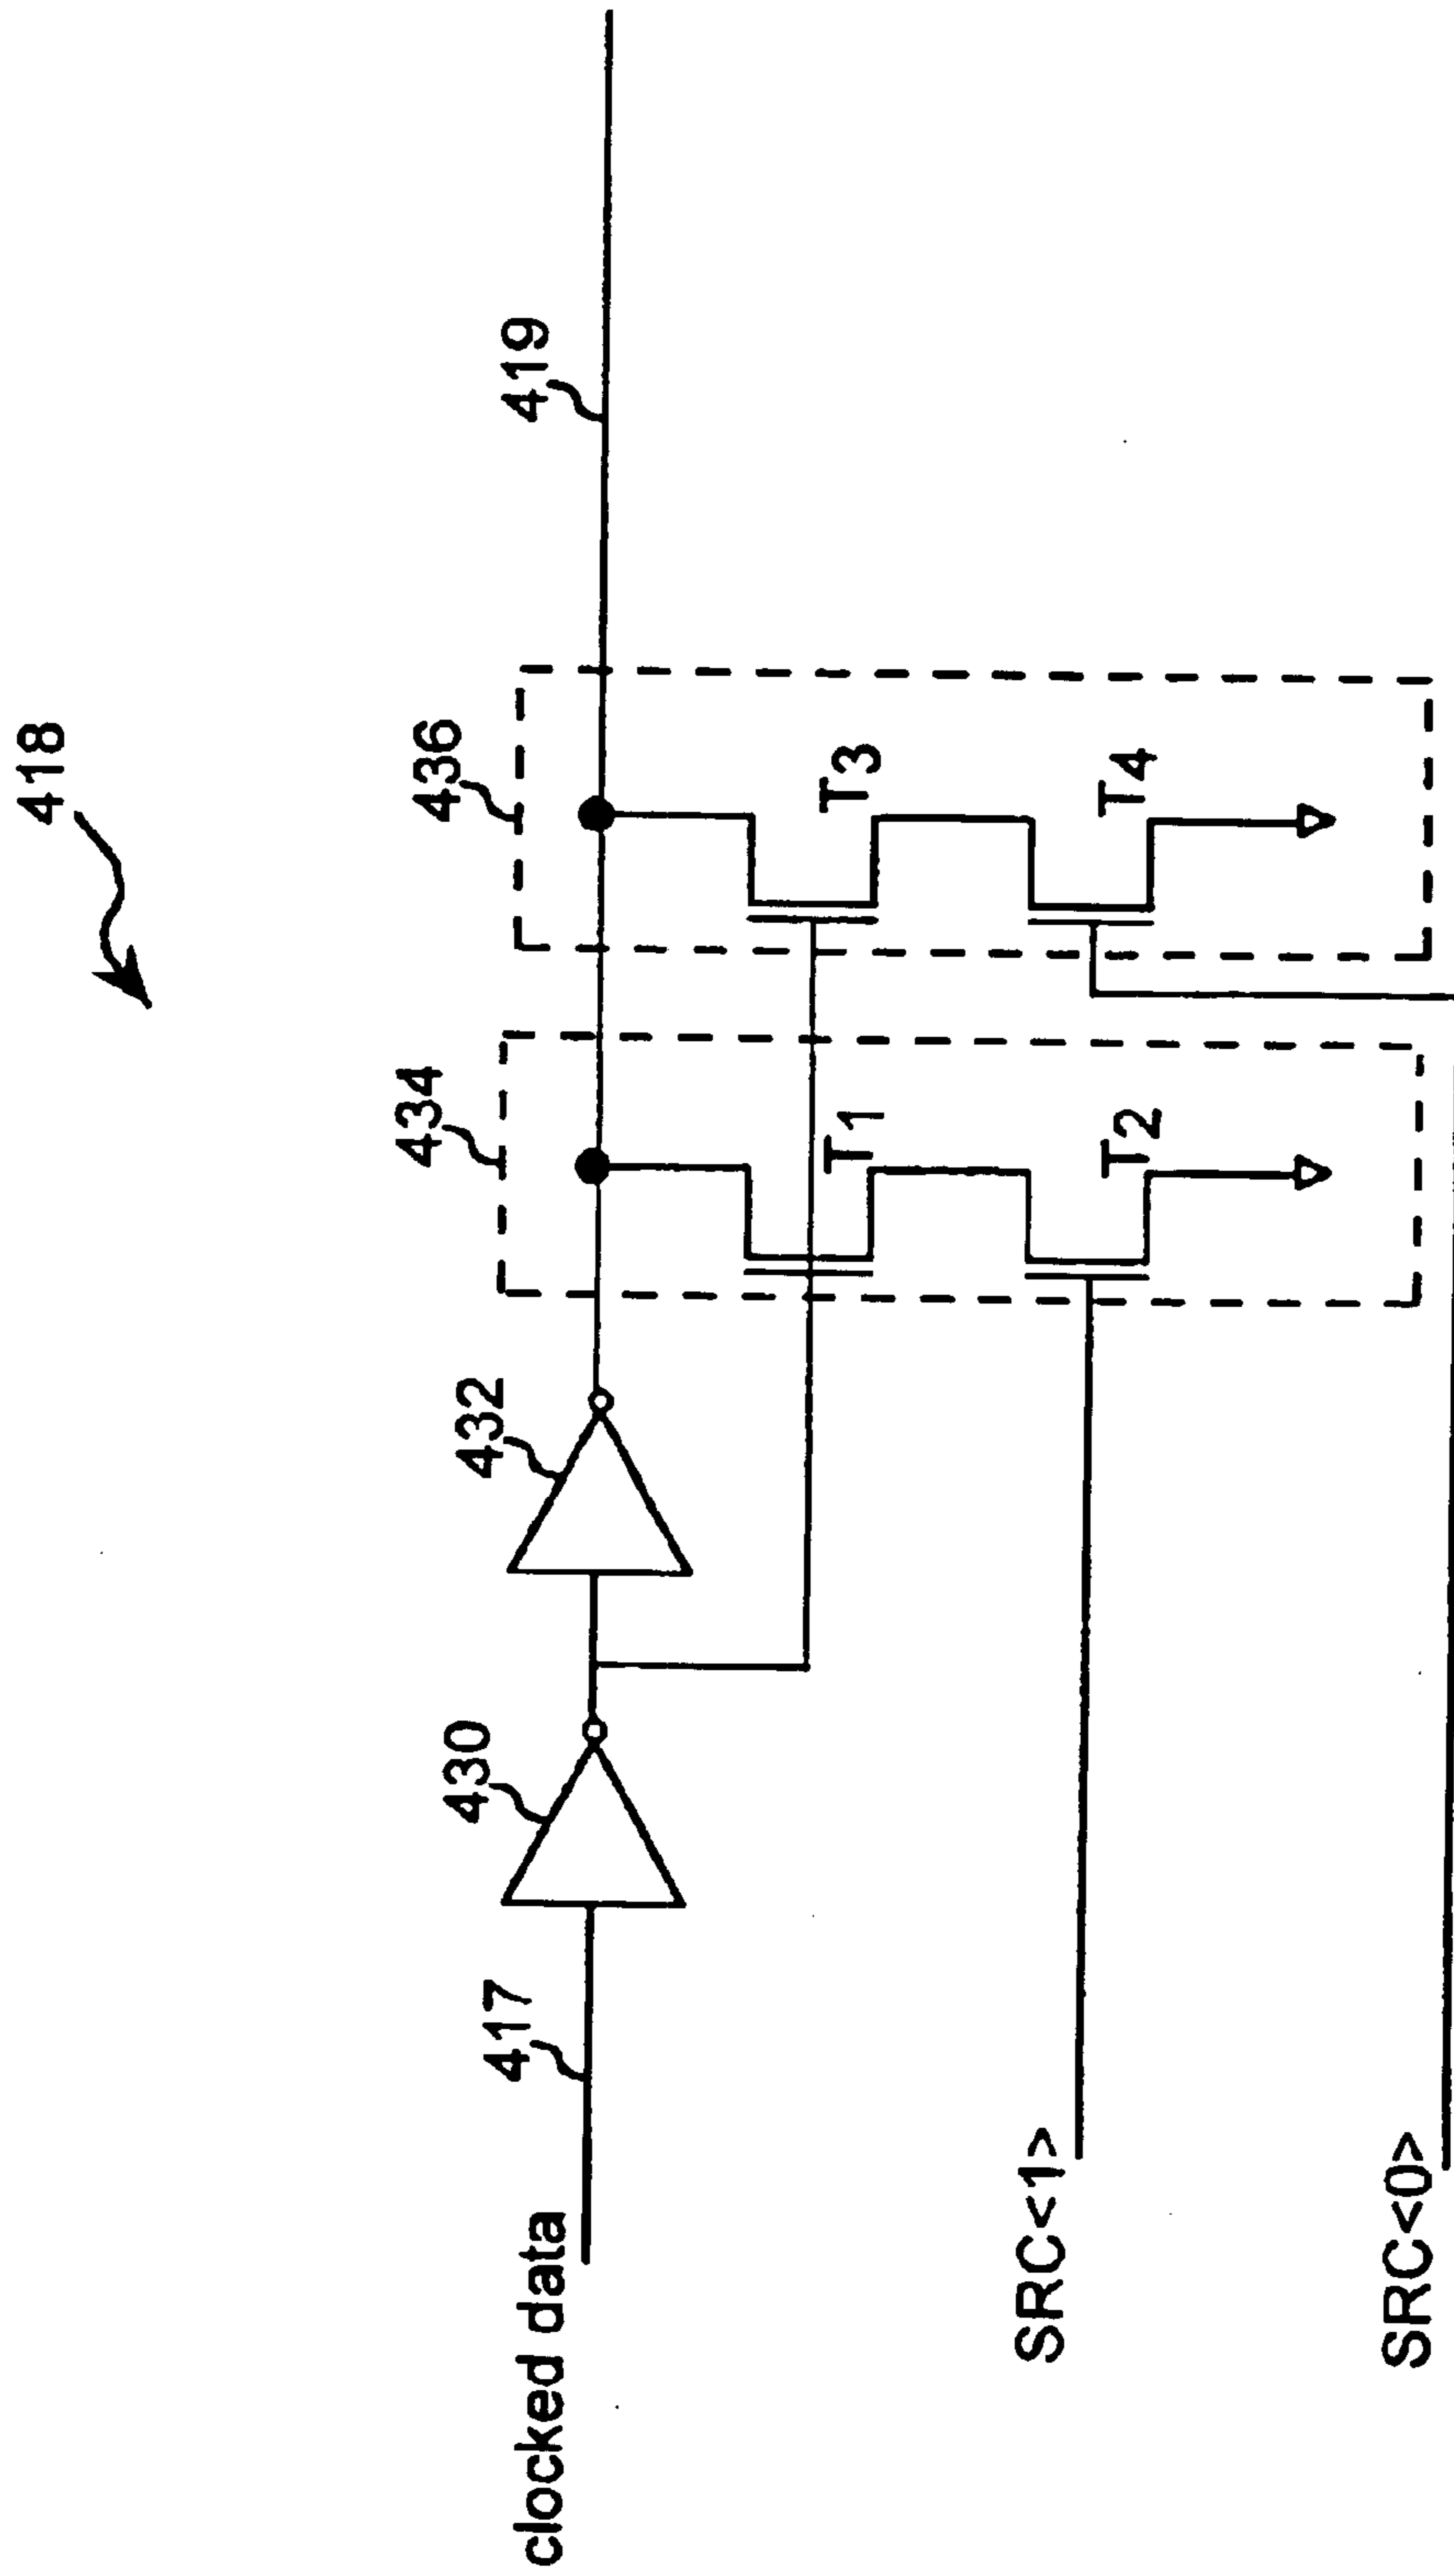 418
419
436
434
432
430
417
T3
T4
T1
T2
clocked data
SRC<1>
SRC<0>